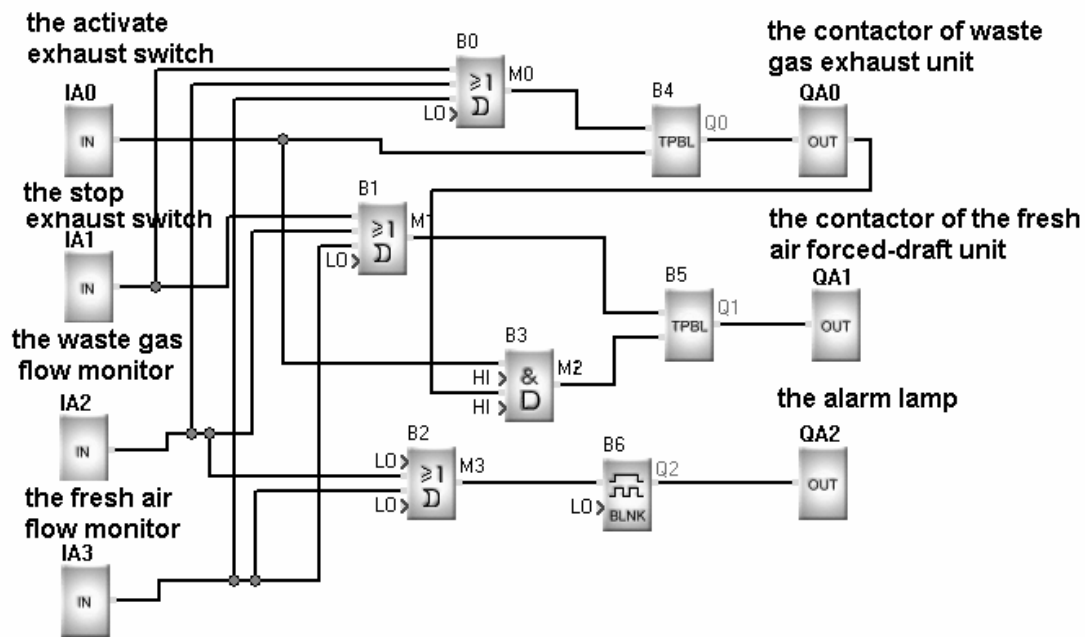 the activate
exhaust switch
IA0
IN
the stop
exhaust switch
IA1
IN
the waste gas
flow monitor
IA2
IN
the fresh air
flow monitor
IA3
IN
B0
≥1
LO
M0
B1
≥1
LO
M1
B2
LO
≥1
LO
M3
B3
HI
&
HI
M2
B4
TPBL
Q0
B5
TPBL
Q1
B6
LO
BLNK
Q2
the contactor of waste
gas exhaust unit
QA0
OUT
the contactor of the fresh
air forced-draft unit
QA1
OUT
the alarm lamp
QA2
OUT